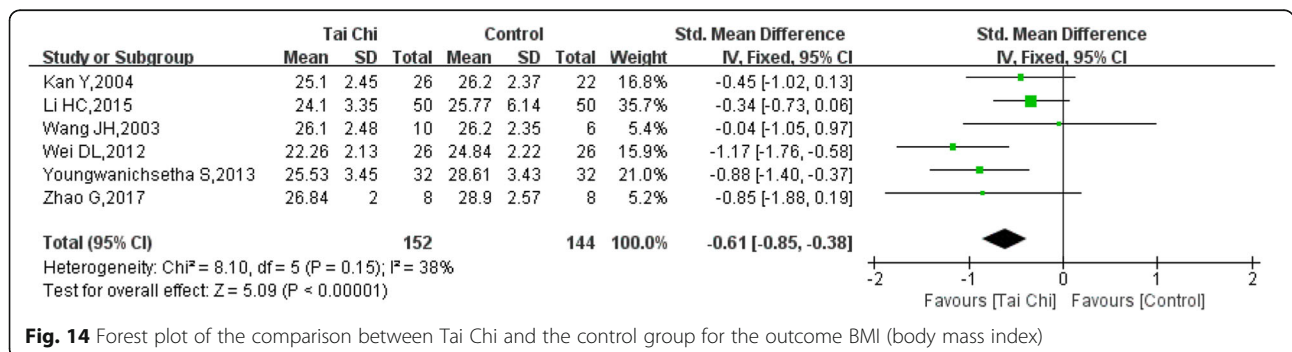 Tai Chi Control Std. Mean Difference Std. Mean Difference
Study or Subgroup Mean SD Total Mean SD Total Weight IV, Fixed, 95% CI IV, Fixed, 95% CI
Kan Y,2004 25.1 2.45 26 26.2 2.37 22 16.8% -0.45 [-1.02, 0.13]
Li HC,2015 24.1 3.35 50 25.77 6.14 50 35.7% -0.34 [-0.73, 0.06]
Wang JH,2003 26.1 2.48 10 26.2 2.35 6 5.4% -0.04 [-1.05, 0.97]
Wei DL,2012 22.26 2.13 26 24.84 2.22 26 15.9% -1.17 [-1.76, -0.58]
Youngwanichsetha S,2013 25.53 3.45 32 28.61 3.43 32 21.0% -0.88 [-1.40, -0.37]
Zhao G,2017 26.84 2 8 28.9 2.57 8 5.2% -0.85 [-1.88, 0.19]
Total (95% CI) 152 144 100.0% -0.61 [-0.85, -0.38]
Heterogeneity: Chi² = 8.10, df = 5 (P = 0.15); I² = 38%
Test for overall effect: Z = 5.09 (P < 0.00001)
-2 -1 0 1 2
Favours [Tai Chi] Favours [Control]
Fig. 14 Forest plot of the comparison between Tai Chi and the control group for the outcome BMI (body mass index)